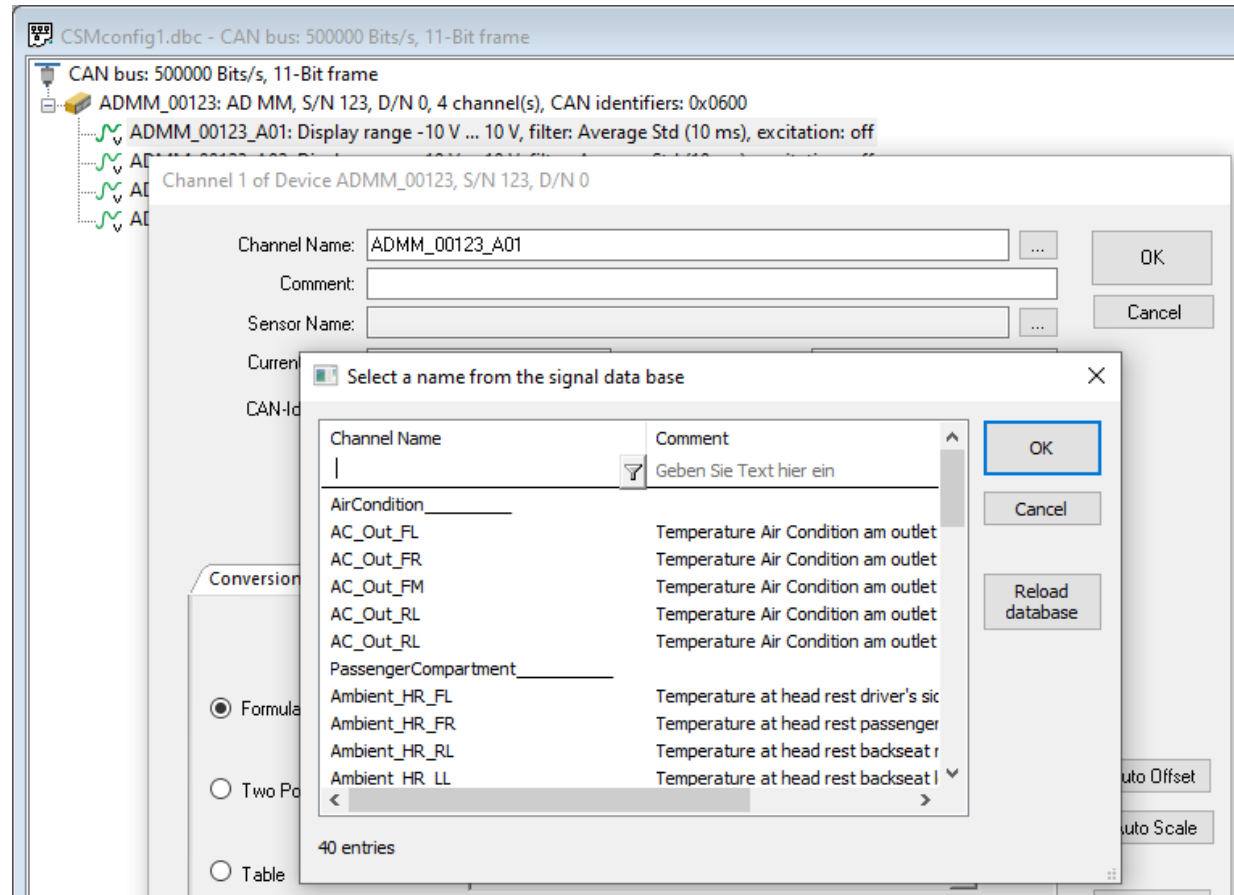 CSMconfig1.dbc - CAN bus: 500000 Bits/s, 11-Bit frame
CAN bus: 500000 Bits/s, 11-Bit frame
ADMM_00123: AD MM, S/N 123, D/N 0, 4 channel(s), CAN identifiers: 0x0600
ADMM_00123_A01: Display range -10 V ... 10 V, filter: Average Std (10 ms), excitation: off
Channel 1 of Device ADMM_00123, S/N 123, D/N 0
Channel Name: ADMM_00123_A01 ... OK
Comment:
Sensor Name: ... Cancel
Curren
CAN-Id
Select a name from the signal data base
Channel Name Comment OK
Geben Sie Text hier ein
AirCondition__________ Cancel
AC_Out_FL Temperature Air Condition am outlet
AC_Out_FR Temperature Air Condition am outlet
AC_Out_FM Temperature Air Condition am outlet
AC_Out_RL Temperature Air Condition am outlet
AC_Out_RL Temperature Air Condition am outlet
Reload database
PassengerCompartment___________
Ambient_HR_FL Temperature at head rest driver's sid
Ambient_HR_FR Temperature at head rest passenger
Ambient_HR_RL Temperature at head rest backseat r
Ambient_HR_LL Temperature at head rest backseat l
40 entries
Conversion
Formula
Two Po
Table
uto Offset
uto Scale